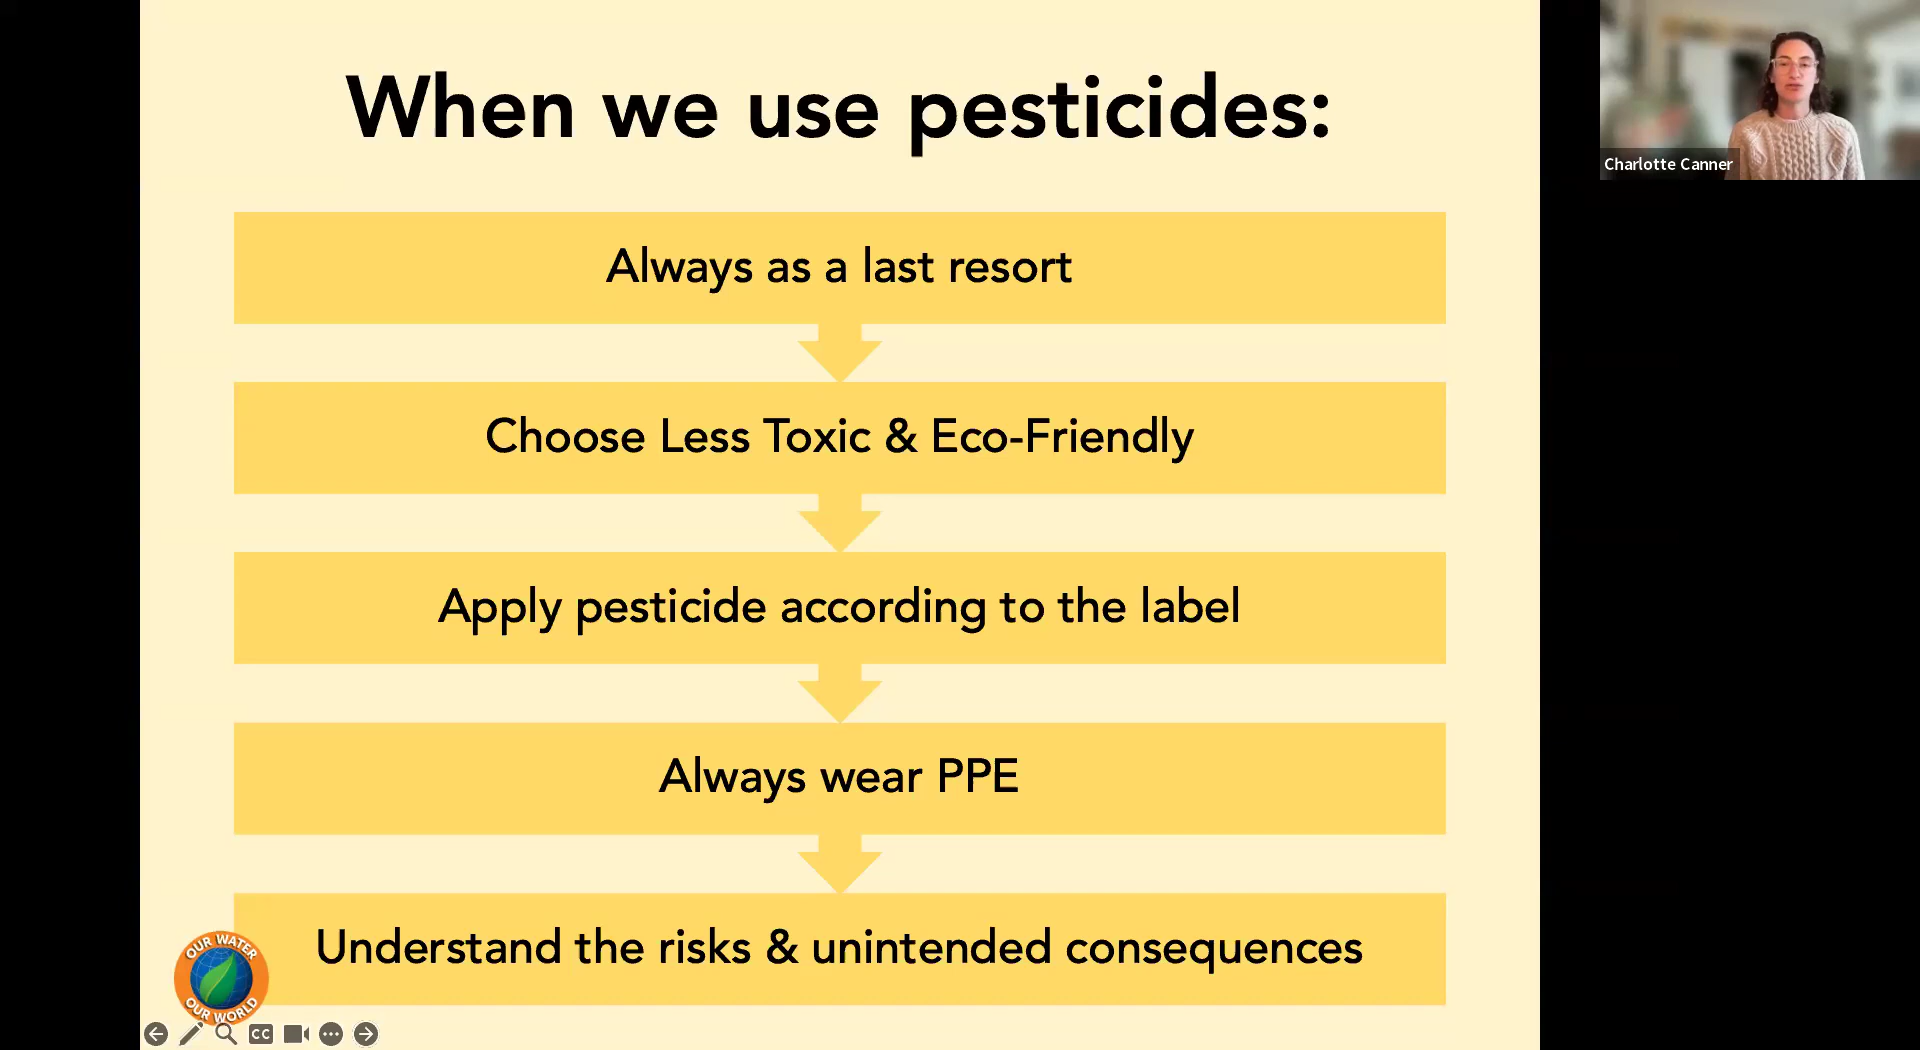 When we use pesticides:
Always as a last resort
Choose Less Toxic & Eco-Friendly
Apply pesticide according to the label
Always wear PPE
Understand the risks & unintended consequences
OUR WATER
OUR WORLD
CC
Charlotte Canner